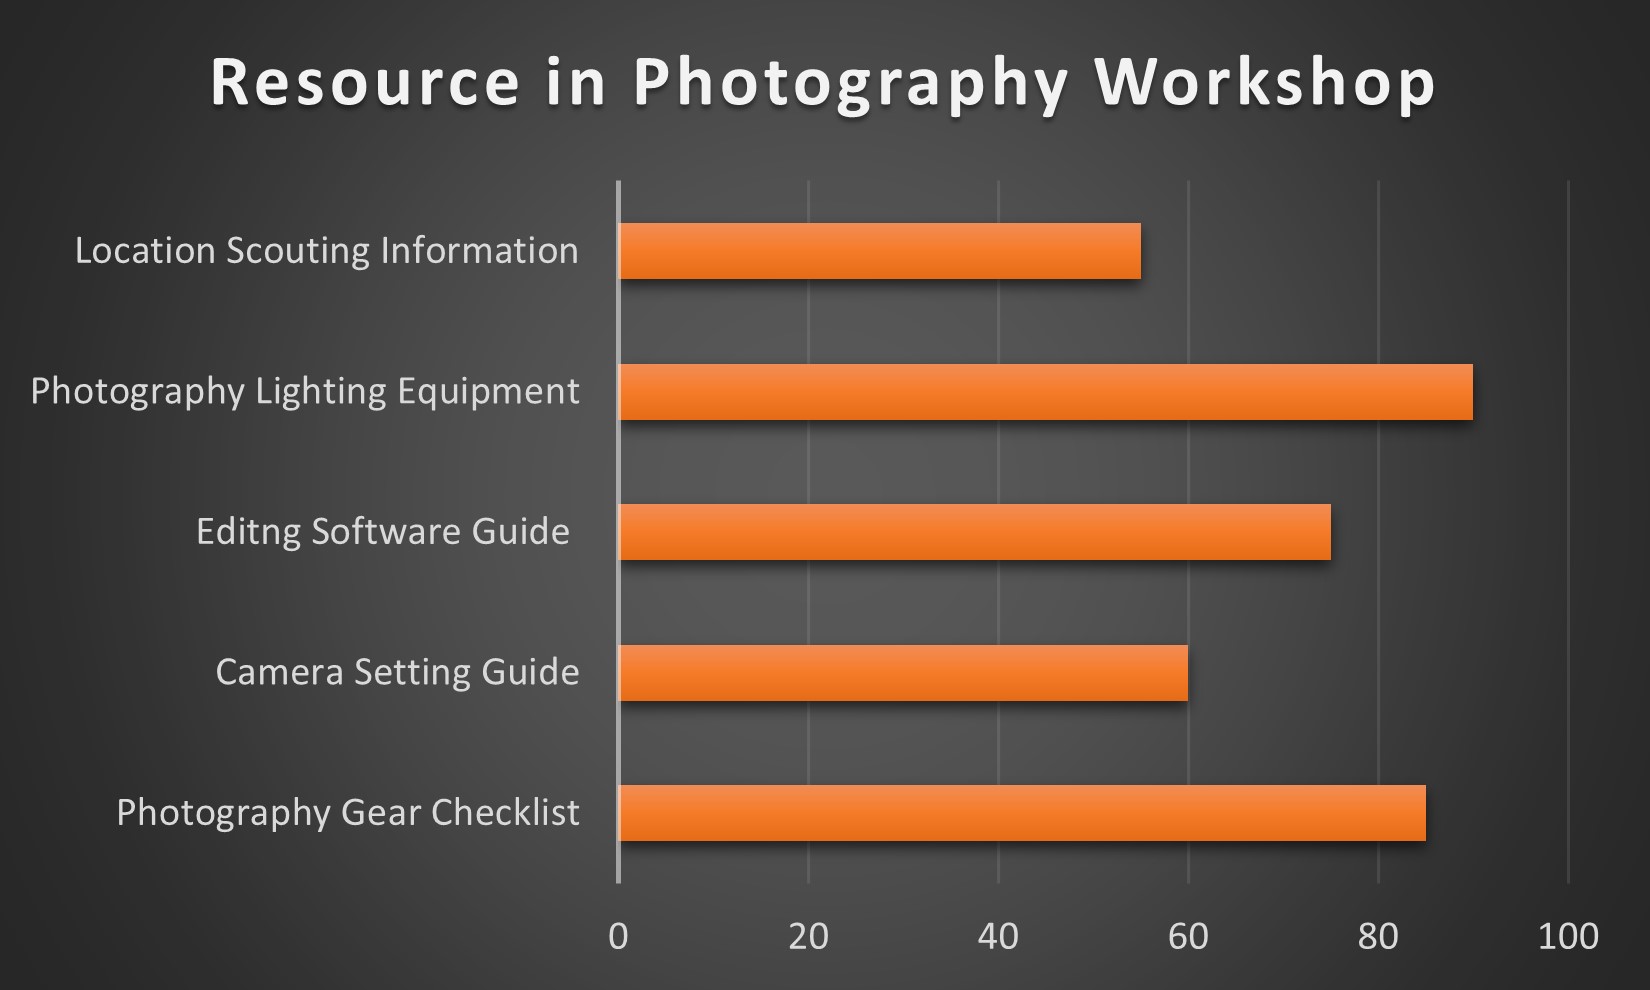 Resource in Photography Workshop
Location Scouting Information
Photography Lighting Equipment
Editng Software Guide
Camera Setting Guide
Photography Gear Checklist
0 20 40 60 80 100